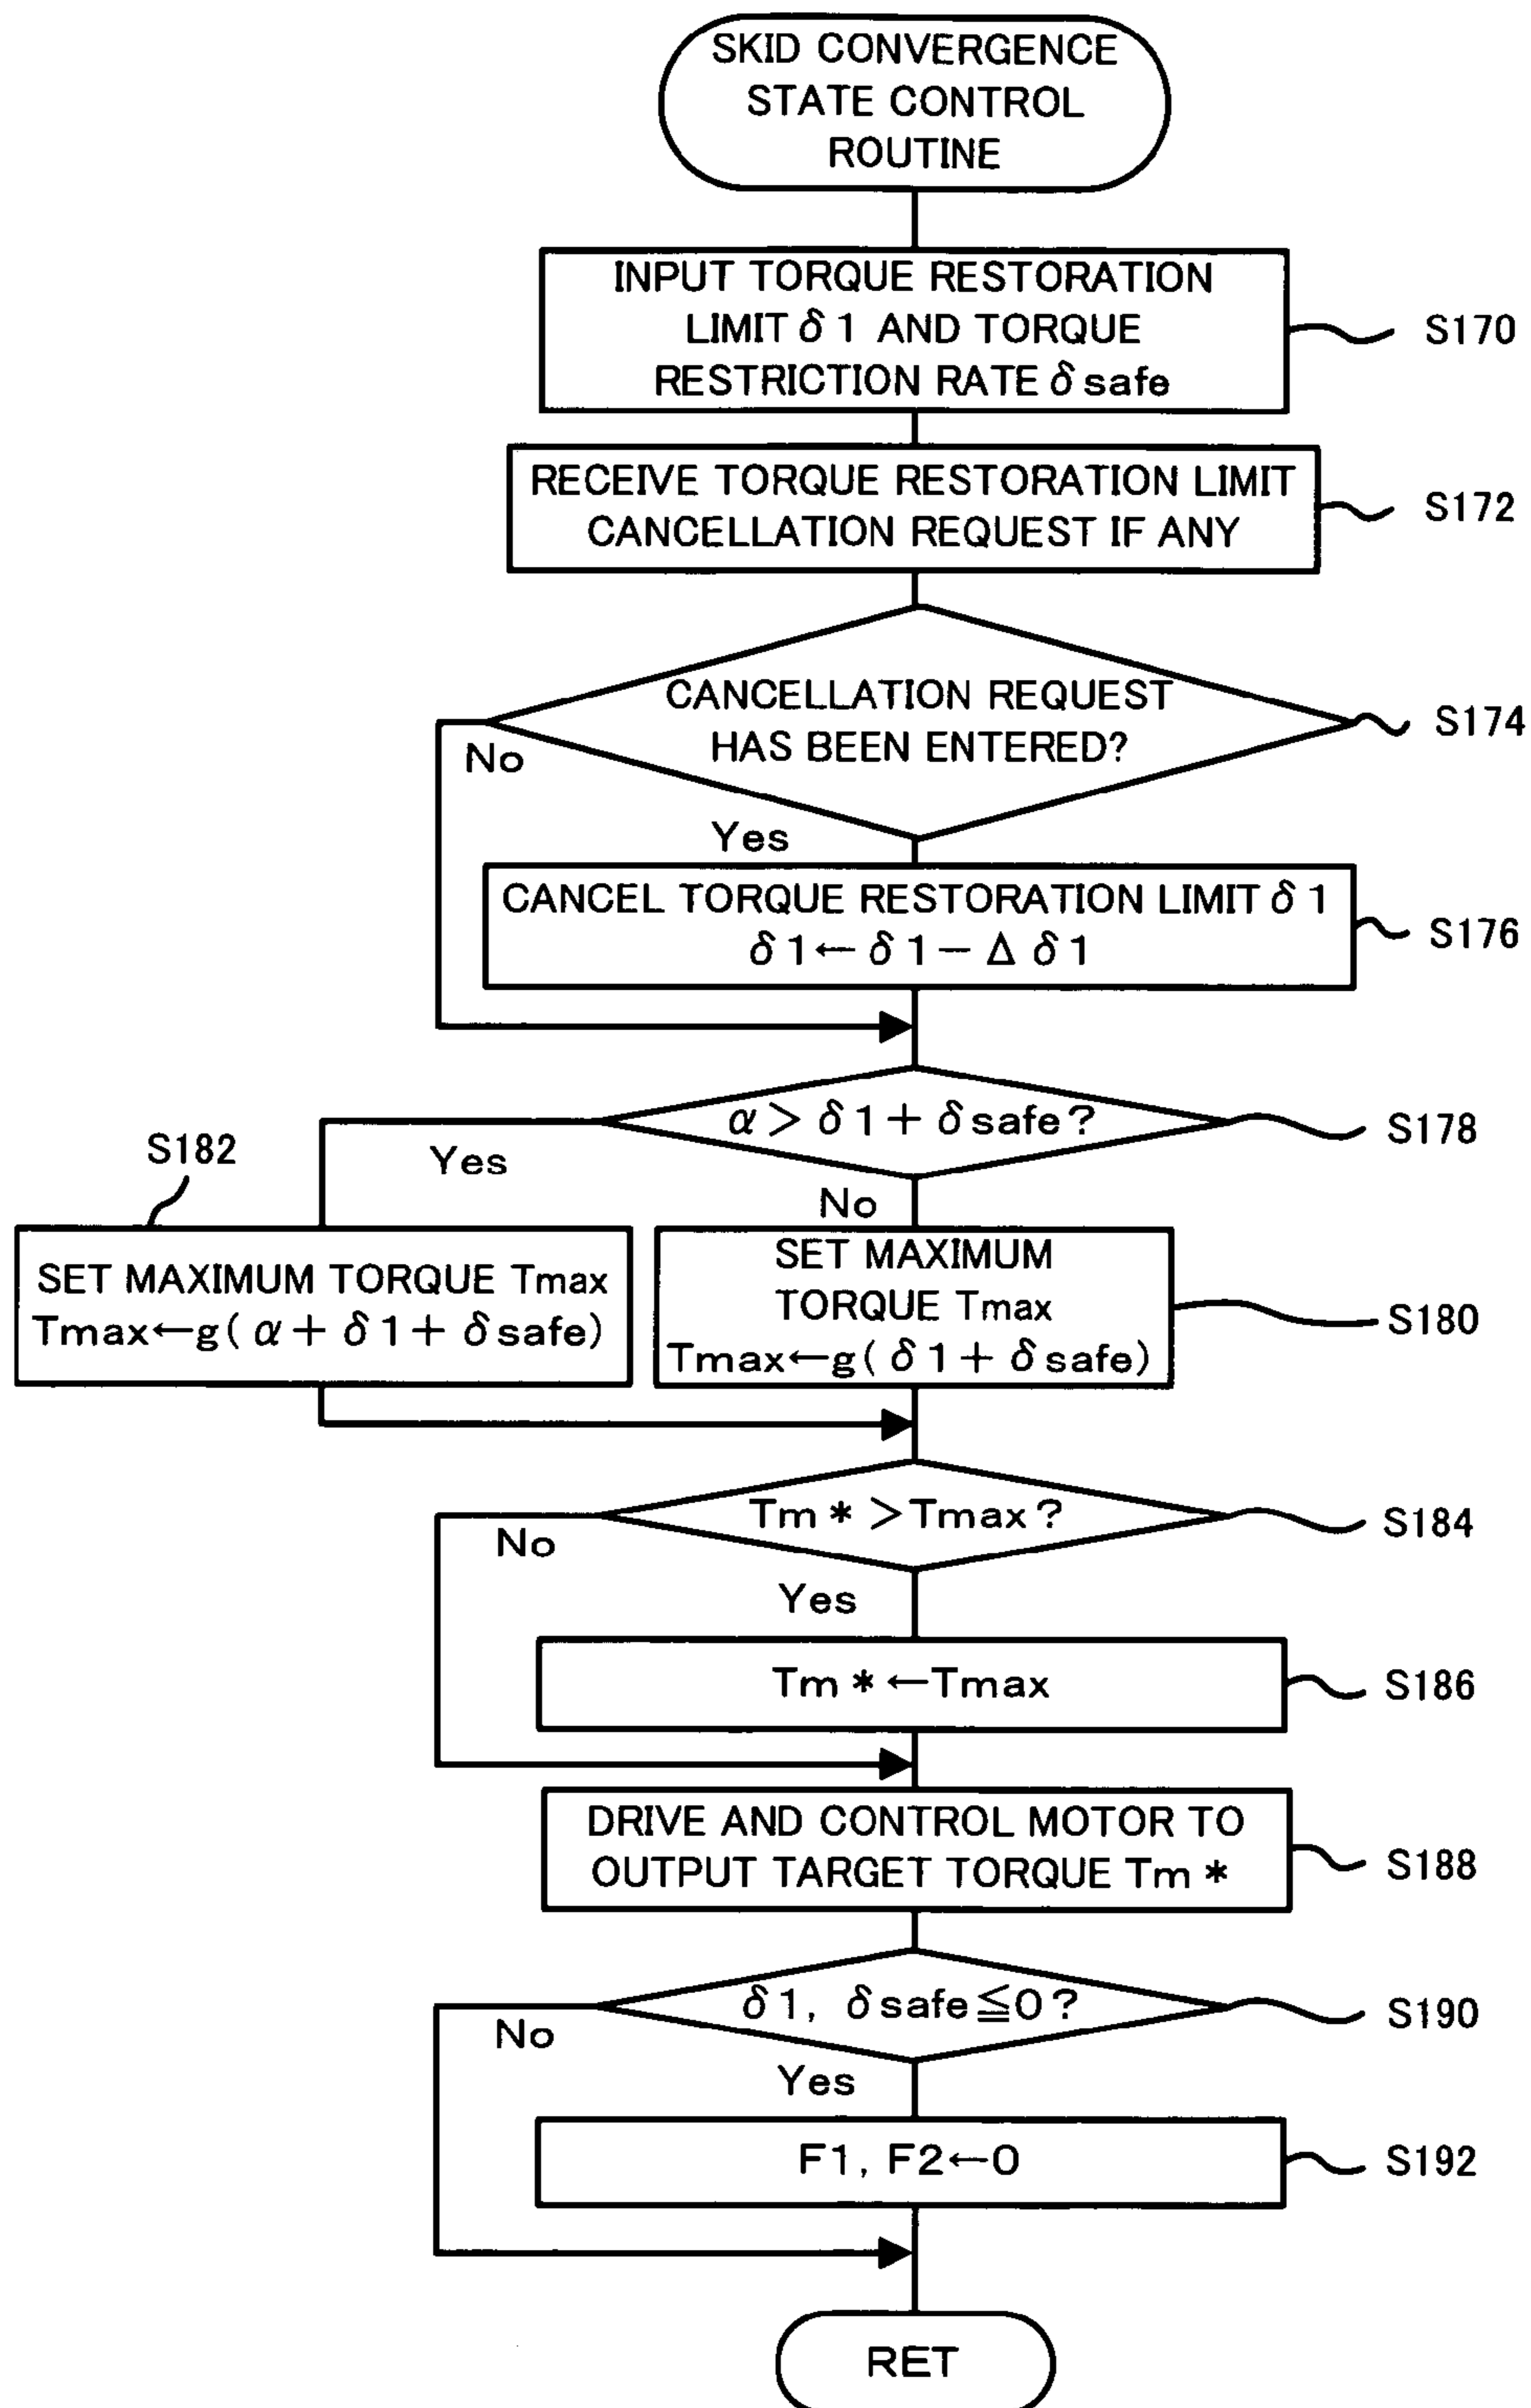 SKID CONVERGENCE
STATE CONTROL
ROUTINE
INPUT TORQUE RESTORATION
LIMIT δ1 AND TORQUE
RESTRICTION RATE δsafe
S170
RECEIVE TORQUE RESTORATION LIMIT
CANCELLATION REQUEST IF ANY
S172
CANCELLATION REQUEST
HAS BEEN ENTERED?
S174
No
Yes
CANCEL TORQUE RESTORATION LIMIT δ1
δ1←δ1−Δδ1
S176
α＞δ1＋δsafe?
S178
Yes
No
S182
SET MAXIMUM TORQUE Tmax
Tmax←g(α＋δ1＋δsafe)
SET MAXIMUM
TORQUE Tmax
Tmax←g(δ1＋δsafe)
S180
Tm*＞Tmax?
S184
No
Yes
Tm*←Tmax
S186
DRIVE AND CONTROL MOTOR TO
OUTPUT TARGET TORQUE Tm*
S188
δ1, δsafe≦0?
S190
No
Yes
F1, F2←0
S192
RET